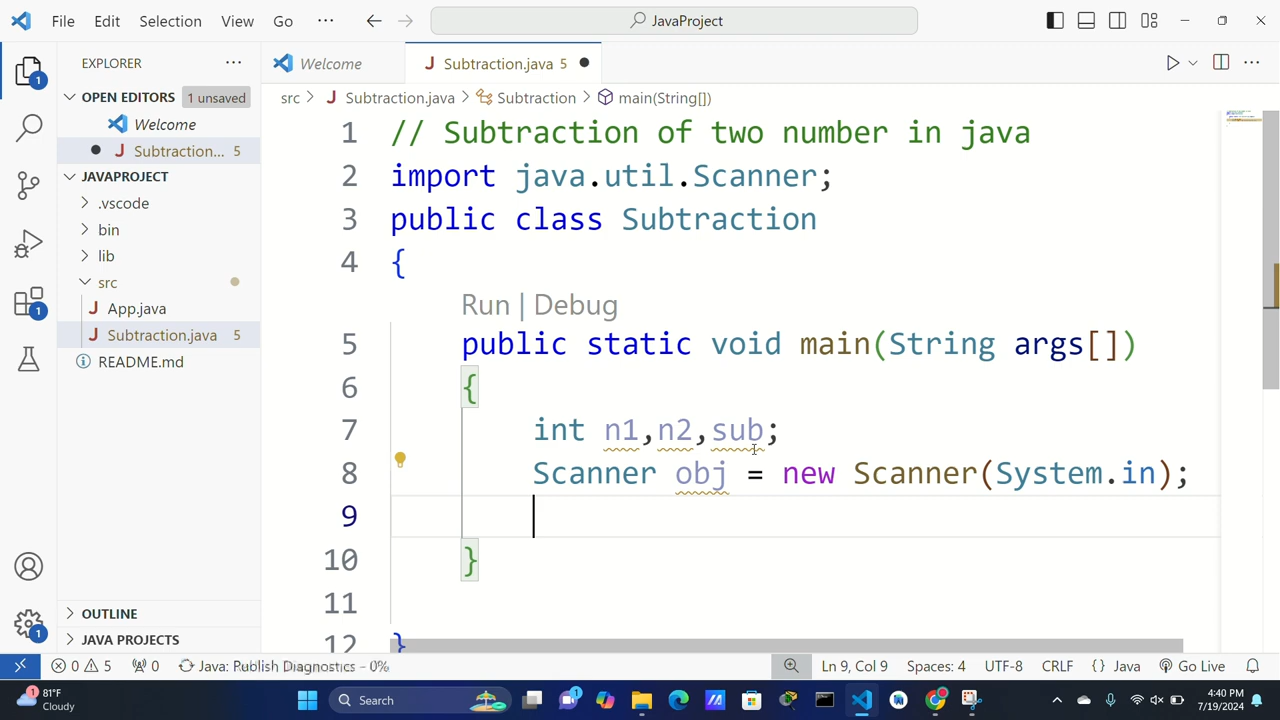 File Edit Selection View Go ··· JavaProject
EXPLORER ···
OPEN EDITORS 1 unsaved
Welcome
Subtraction... 5
JAVAPROJECT
.vscode
bin
lib
src
App.java
Subtraction.java 5
README.md
OUTLINE
JAVA PROJECTS
1
1
1
Welcome
Subtraction.java 5
src > Subtraction.java > Subtraction > main(String[])
1 // Subtraction of two number in java
2 import java.util.Scanner;
3 public class Subtraction
4 {
Run | Debug
5 public static void main(String args[])
6 {
7 int n1,n2,sub;
8 Scanner obj = new Scanner(System.in);
9
10 }
11
12 }
0 5 0 Java: Publish Diagnostics – 0% Ln 9, Col 9 Spaces: 4 UTF-8 CRLF {} Java Go Live
1 81°F
Cloudy
Search
1
4:40 PM
7/19/2024